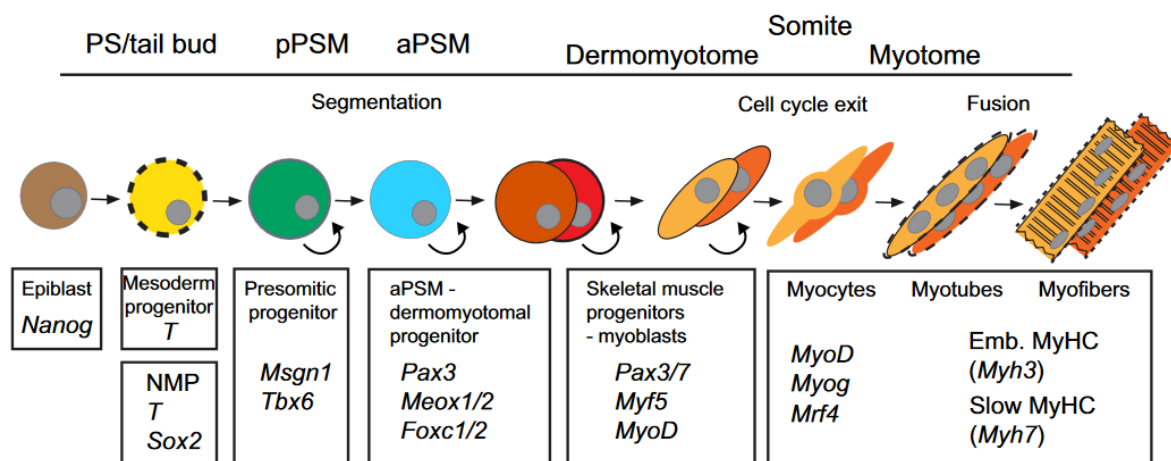 PS/tail bud
pPSM
aPSM
Somite
Dermomyotome
Myotome
Segmentation
Cell cycle exit
Fusion
Epiblast
Nanog
Mesoderm
progenitor
T
NMP
T
Sox2
Presomitic
progenitor
Msgn1
Tbx6
aPSM -
dermomyotomal
progenitor
Pax3
Meox1/2
Foxc1/2
Skeletal muscle
progenitors
- myoblasts
Pax3/7
Myf5
MyoD
Myocytes
Myotubes
Myofibers
MyoD
Myog
Mrf4
Emb. MyHC
(Myh3)
Slow MyHC
(Myh7)